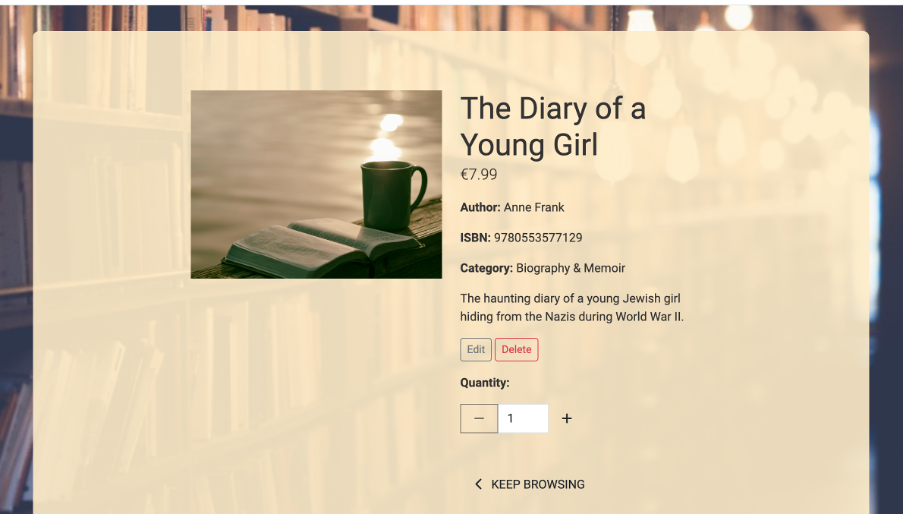 The Diary of a
Young Girl
€7.99
Author: Anne Frank
ISBN: 9780553577129
Category: Biography & Memoir
The haunting diary of a young Jewish girl
hiding from the Nazis during World War II.
Edit Delete
Quantity:
− 1 +
< KEEP BROWSING